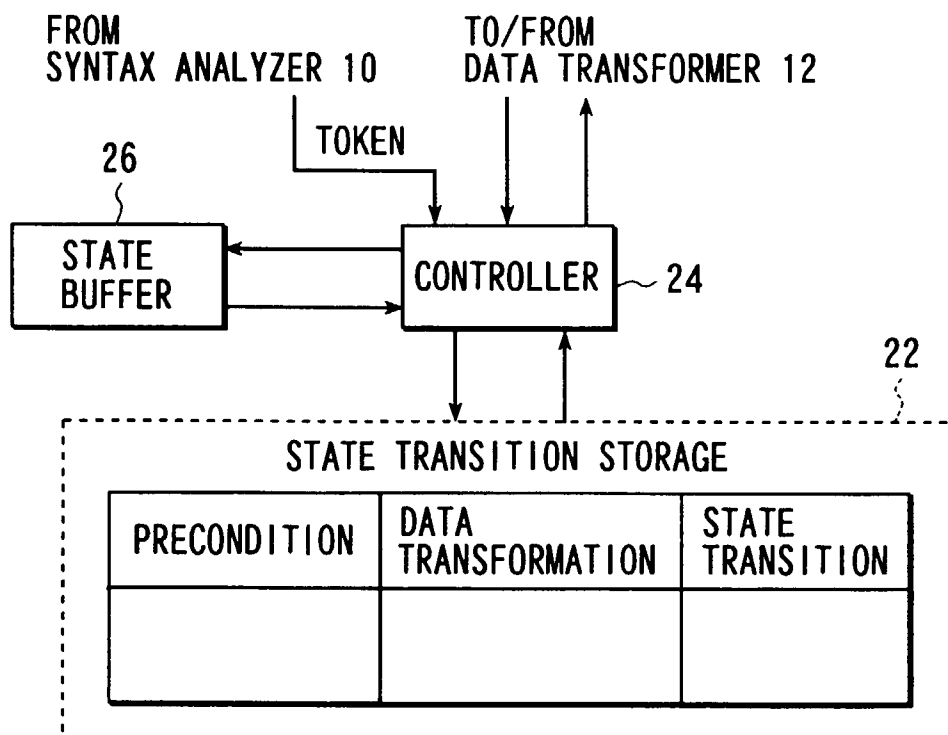 FROM
SYNTAX ANALYZER 10
TO/FROM
DATA TRANSFORMER 12
TOKEN
26
STATE
BUFFER
CONTROLLER
24
22
STATE TRANSITION STORAGE
PRECONDITION
DATA
TRANSFORMATION
STATE
TRANSITION